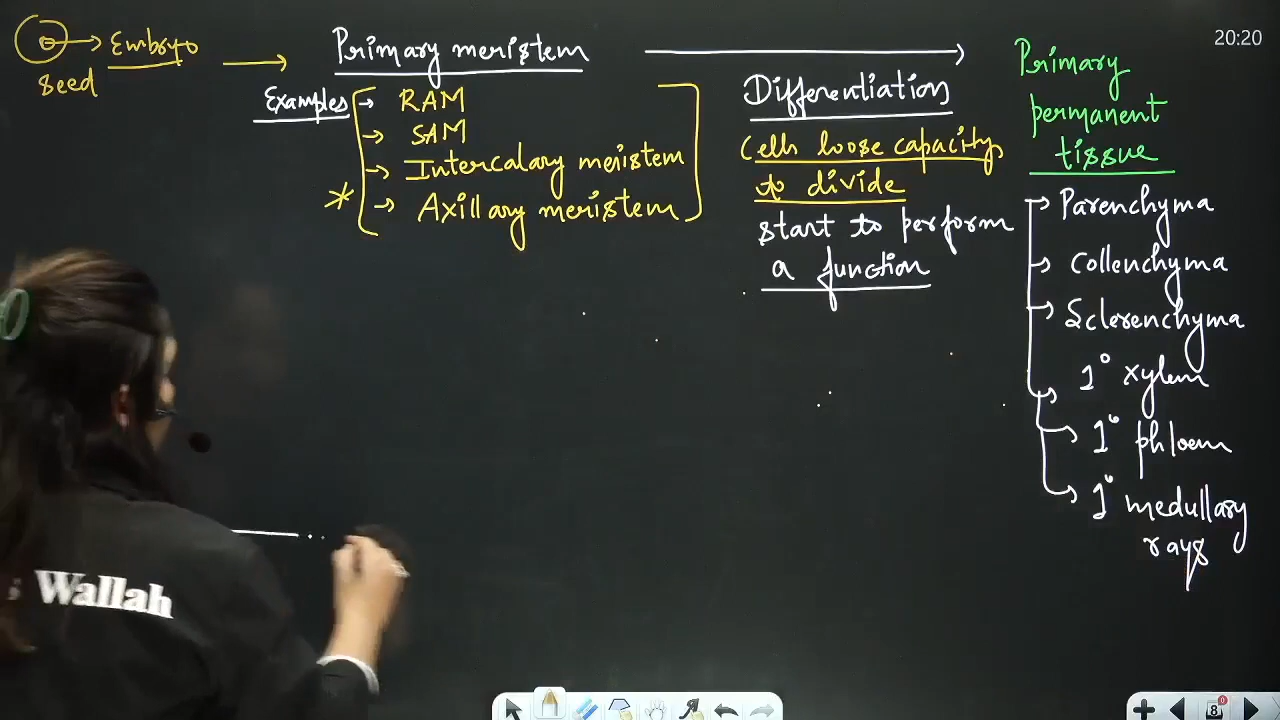 Embryo
seed
Primary meristem
Examples
RAM
SAM
Intercalary meristem
Axillary meristem
Differentiation
Cells loose capacity
to divide
start to perform
a function
Primary
permanent
tissue
Parenchyma
Collenchyma
Sclerenchyma
1° xylem
1° phloem
1° medullary
rays
20:20
Wallah
8